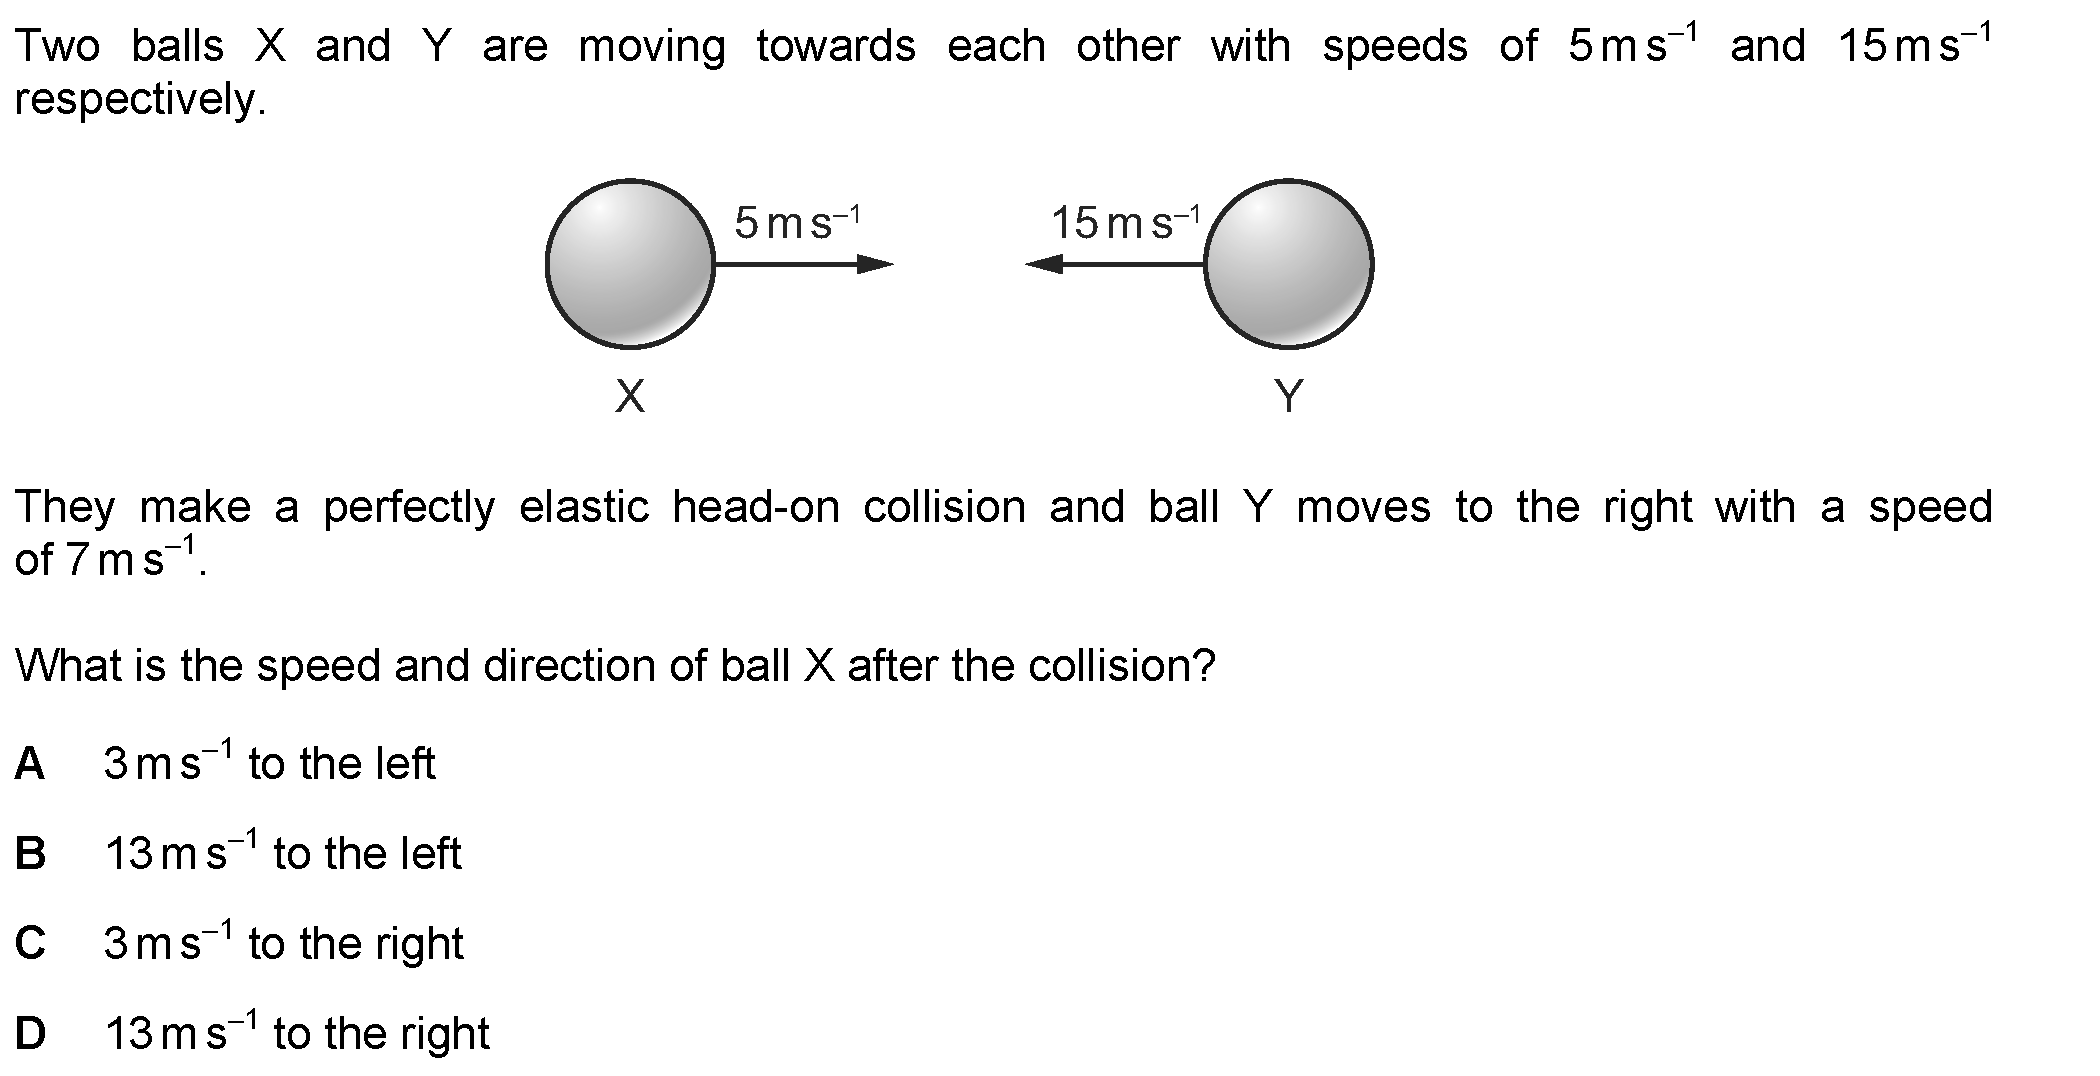 Two balls X and Y are moving towards each other with speeds of 5 m s⁻¹ and 15 m s⁻¹
respectively.
5 m s⁻¹ 15 m s⁻¹
X Y
They make a perfectly elastic head-on collision and ball Y moves to the right with a speed
of 7 m s⁻¹.
What is the speed and direction of ball X after the collision?
A 3 m s⁻¹ to the left
B 13 m s⁻¹ to the left
C 3 m s⁻¹ to the right
D 13 m s⁻¹ to the right